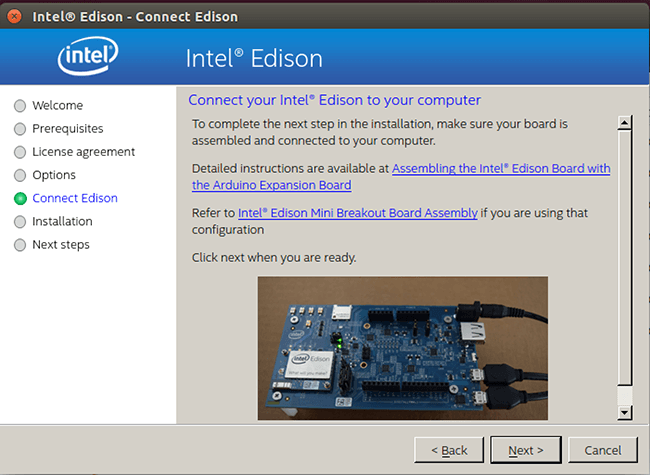 Intel® Edison - Connect Edison
intel®
Intel® Edison
Welcome
Prerequisites
License agreement
Options
Connect Edison
Installation
Next steps
Connect your Intel® Edison to your computer
To complete the next step in the installation, make sure your board is
assembled and connected to your computer.
Detailed instructions are available at Assembling the Intel® Edison Board with
the Arduino Expansion Board
Refer to Intel® Edison Mini Breakout Board Assembly if you are using that
configuration
Click next when you are ready.
intel Edison
What will you make?
< Back
Next >
Cancel